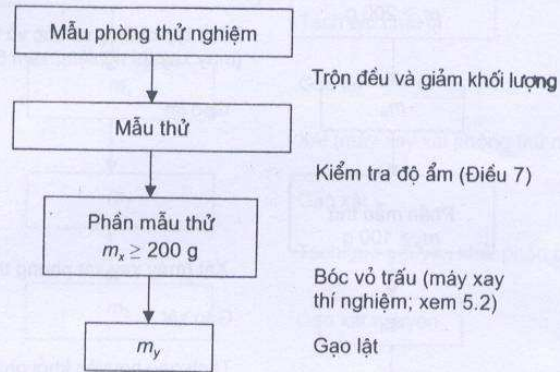 Mẫu phòng thử nghiệm
Trộn đều và giảm khối lượng
Mẫu thử
Kiểm tra độ ẩm (Điều 7)
Phần mẫu thử
mx ≥ 200 g
Bóc vỏ trấu (máy xay
thí nghiệm; xem 5.2)
my
Gạo lật